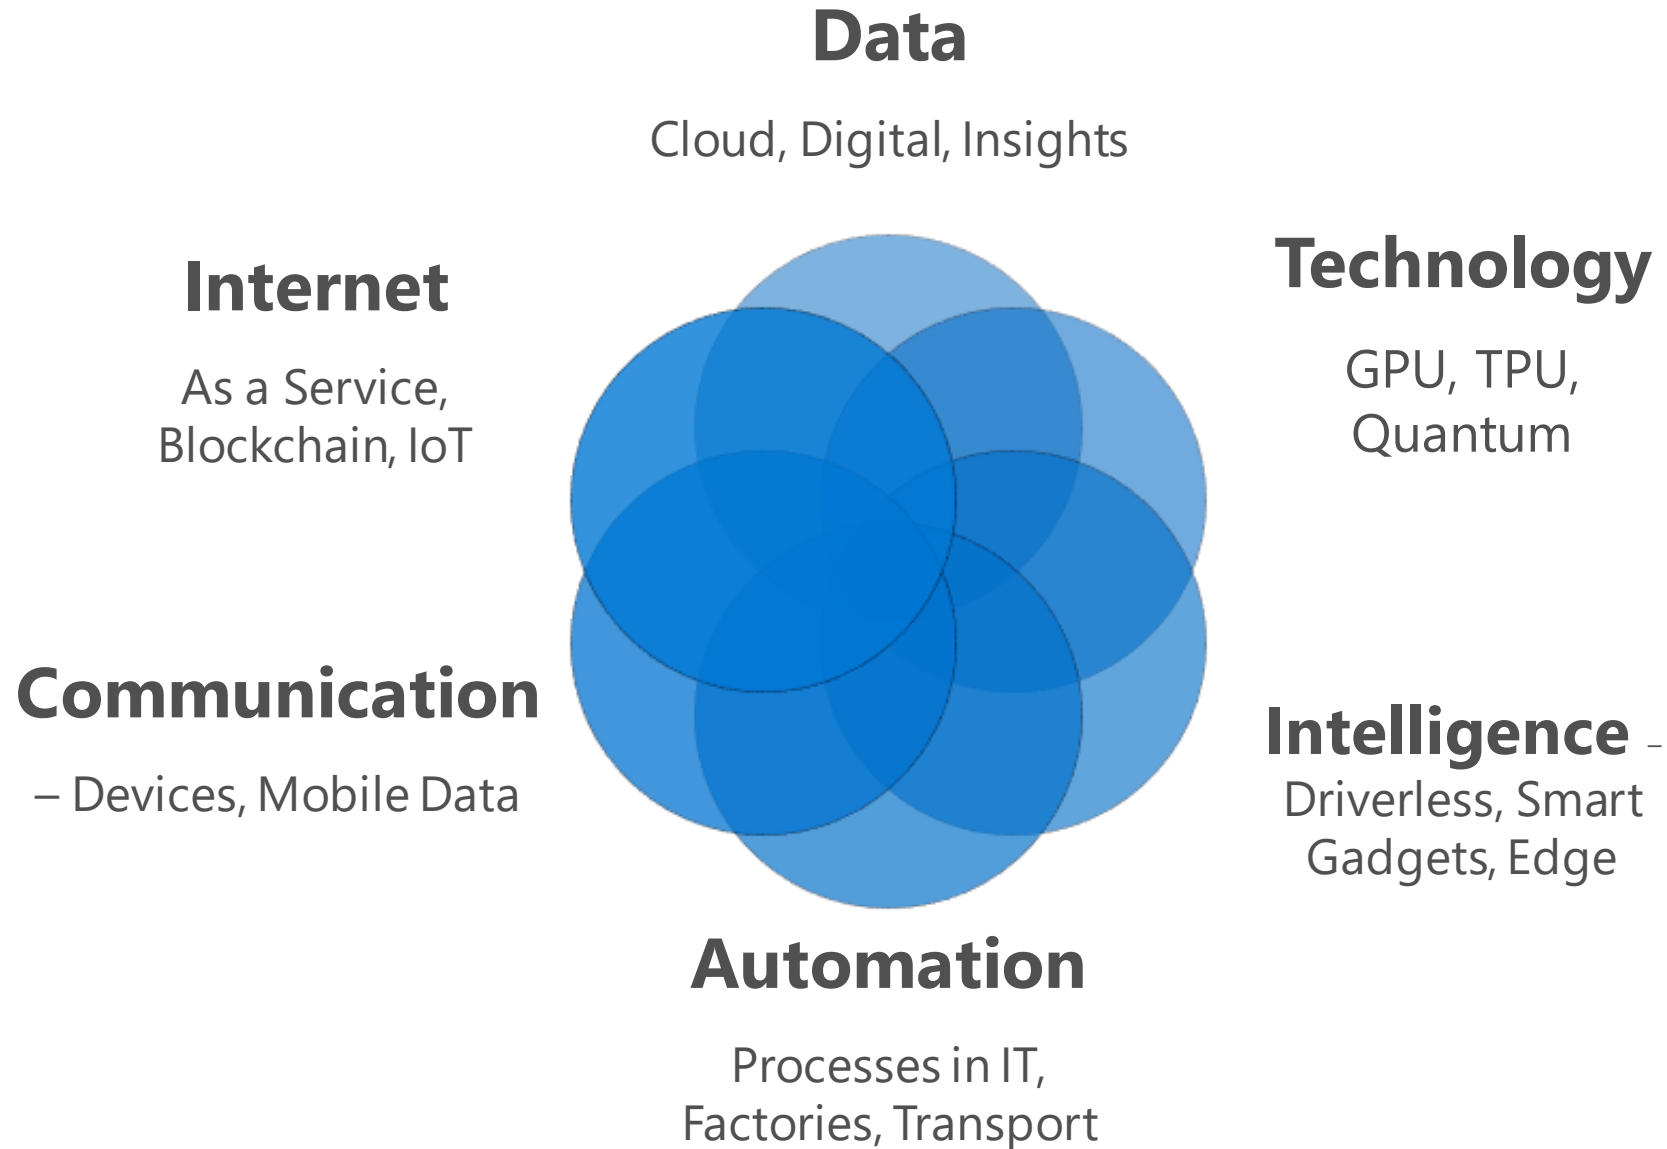 Data
Cloud, Digital, Insights
Technology
GPU, TPU,
Quantum
Internet
As a Service,
Blockchain, IoT
Communication
– Devices, Mobile Data
Intelligence –
Driverless, Smart
Gadgets, Edge
Automation
Processes in IT,
Factories, Transport